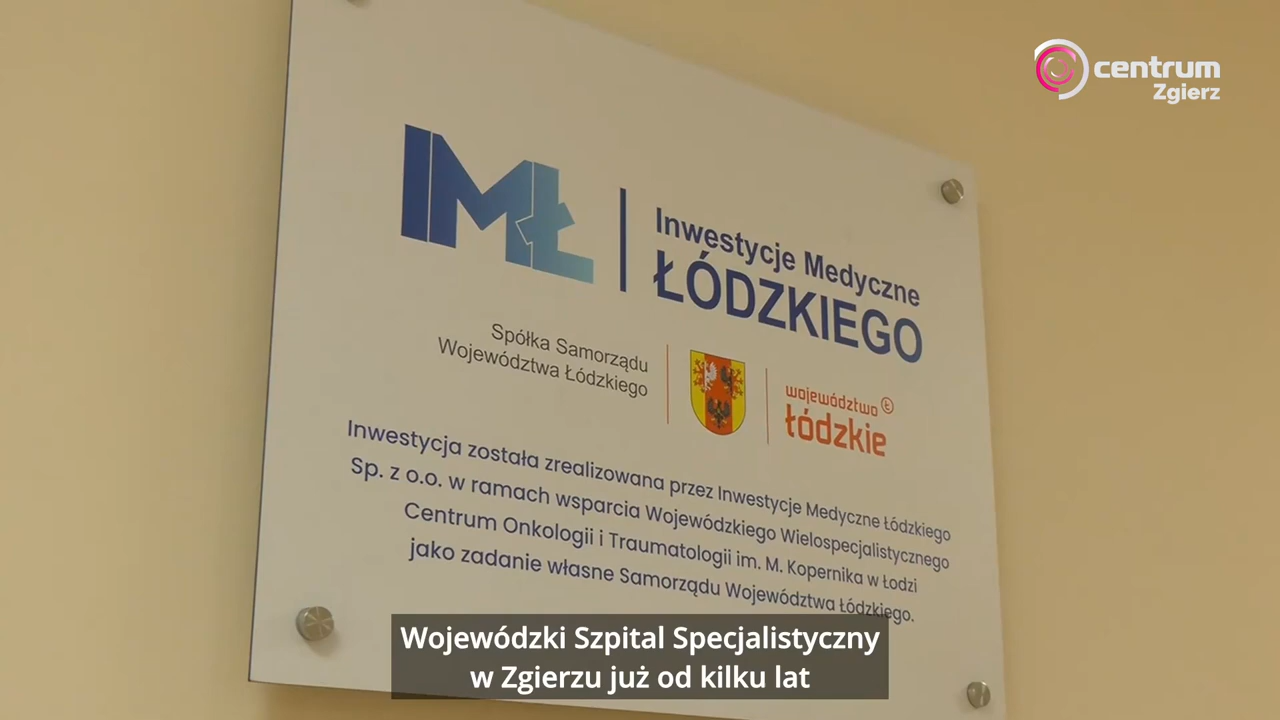 centrum
Zgierz
IMŁ
Inwestycje Medyczne
ŁÓDZKIEGO
Spółka Samorządu
Województwa Łódzkiego
województwo Ł
łódzkie
Inwestycja została zrealizowana przez Inwestycje Medyczne Łódzkiego
Sp. z o.o. w ramach wsparcia Wojewódzkiego Wielospecjalistycznego
Centrum Onkologii i Traumatologii im. M. Kopernika w Łodzi
jako zadanie własne Samorządu Województwa Łódzkiego.
Wojewódzki Szpital Specjalistyczny
w Zgierzu już od kilku lat